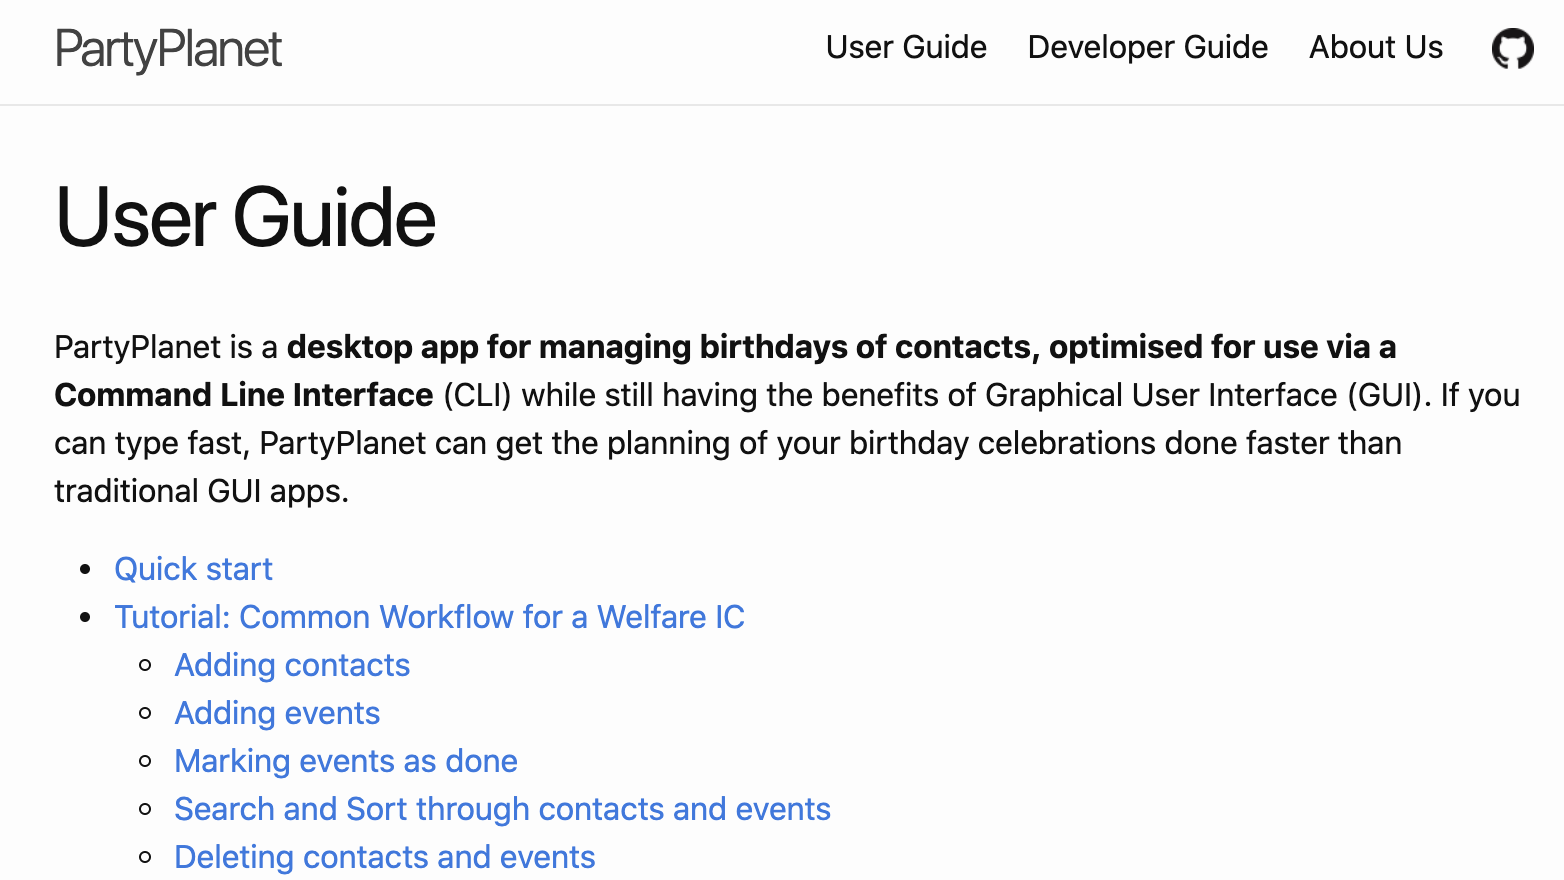 PartyPlanet
User Guide
Developer Guide
About Us
User Guide
PartyPlanet is a desktop app for managing birthdays of contacts, optimised for use via a
Command Line Interface (CLI) while still having the benefits of Graphical User Interface (GUI). If you
can type fast, PartyPlanet can get the planning of your birthday celebrations done faster than
traditional GUI apps.
Quick start
Tutorial: Common Workflow for a Welfare IC
Adding contacts
Adding events
Marking events as done
Search and Sort through contacts and events
Deleting contacts and events